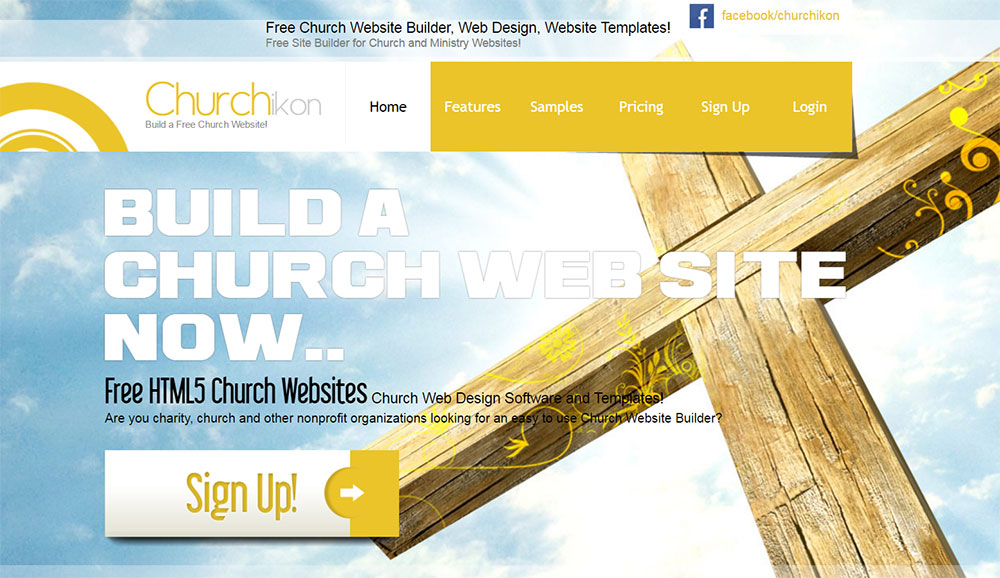 facebook/churchikon
Free Church Website Builder, Web Design, Website Templates!
Free Site Builder for Church and Ministry Websites!
Churchikon
Build a Free Church Website!
Home Features Samples Pricing Sign Up Login
BUILD A
CHURCH WEB SITE
NOW..
Free HTML5 Church Websites Church Web Design Software and Templates!
Are you charity, church and other nonprofit organizations looking for an easy to use Church Website Builder?
Sign Up!